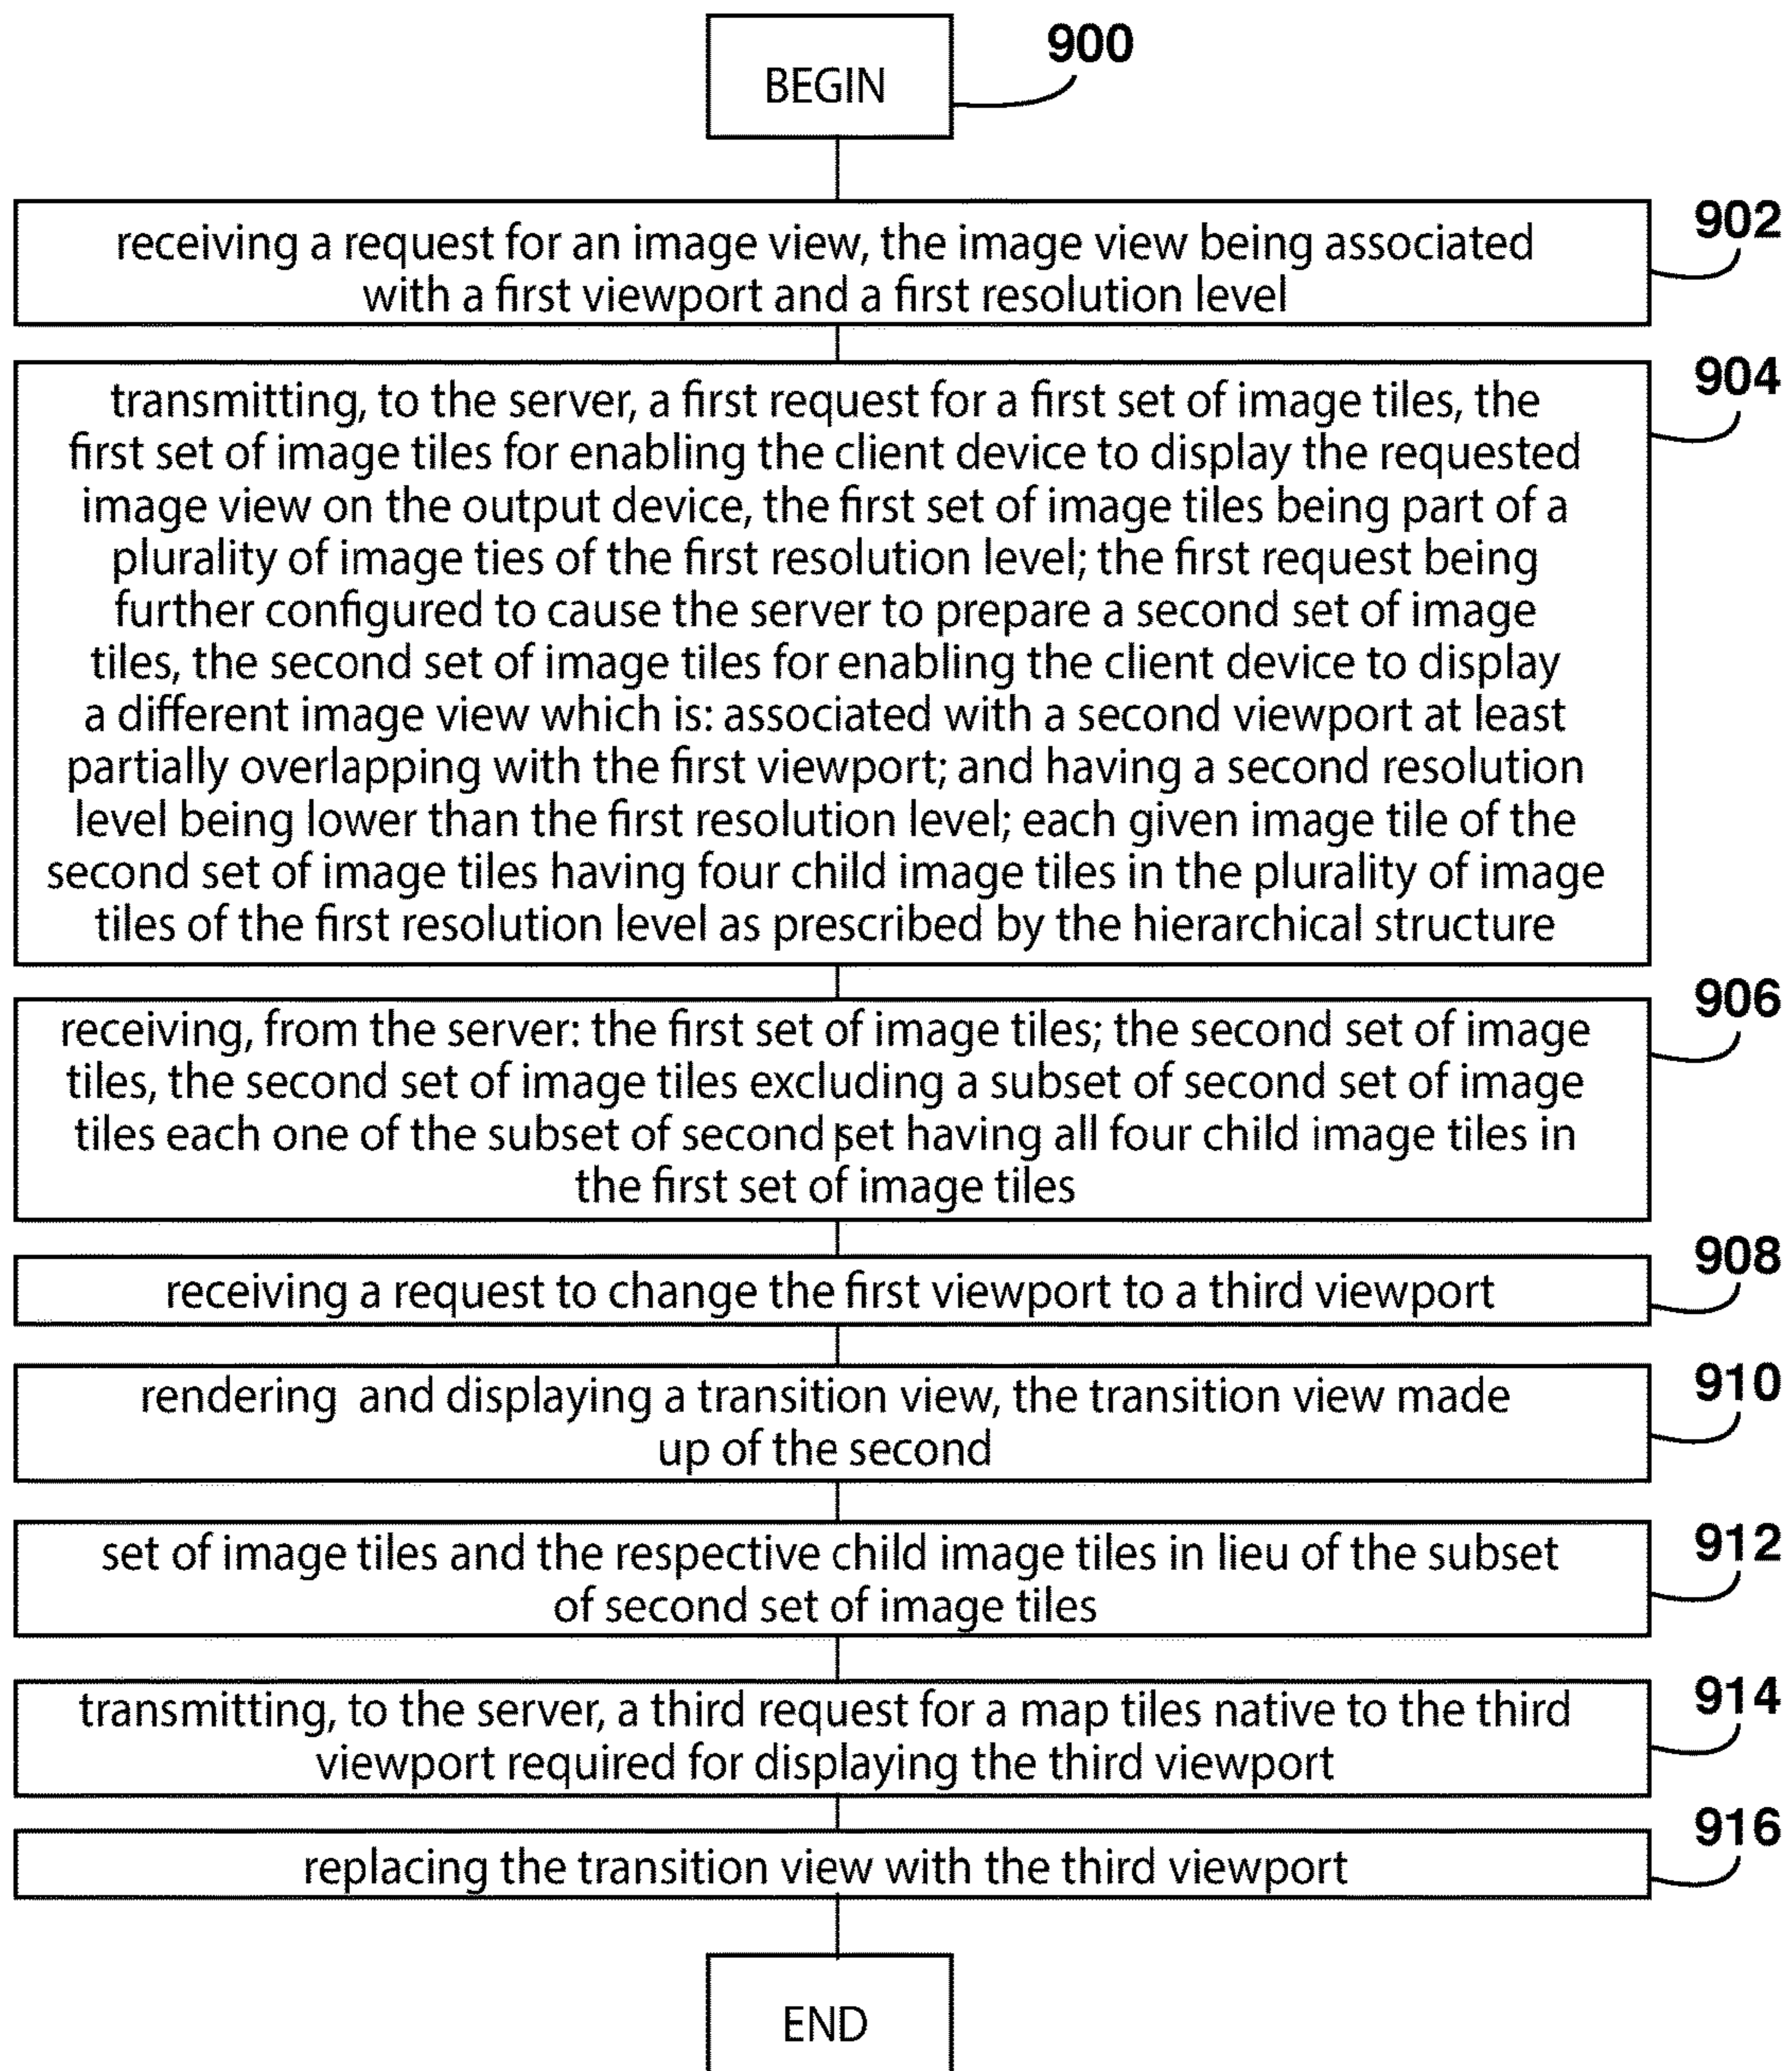 900
BEGIN
902
receiving a request for an image view, the image view being associated
with a first viewport and a first resolution level
904
transmitting, to the server, a first request for a first set of image tiles, the
first set of image tiles for enabling the client device to display the requested
image view on the output device, the first set of image tiles being part of a
plurality of image ties of the first resolution level; the first request being
further configured to cause the server to prepare a second set of image
tiles, the second set of image tiles for enabling the client device to display
a different image view which is: associated with a second viewport at least
partially overlapping with the first viewport; and having a second resolution
level being lower than the first resolution level; each given image tile of the
second set of image tiles having four child image tiles in the plurality of image
tiles of the first resolution level as prescribed by the hierarchical structure
906
receiving, from the server: the first set of image tiles; the second set of image
tiles, the second set of image tiles excluding a subset of second set of image
tiles each one of the subset of second set having all four child image tiles in
the first set of image tiles
908
receiving a request to change the first viewport to a third viewport
910
rendering and displaying a transition view, the transition view made
up of the second
912
set of image tiles and the respective child image tiles in lieu of the subset
of second set of image tiles
914
transmitting, to the server, a third request for a map tiles native to the third
viewport required for displaying the third viewport
916
replacing the transition view with the third viewport
END